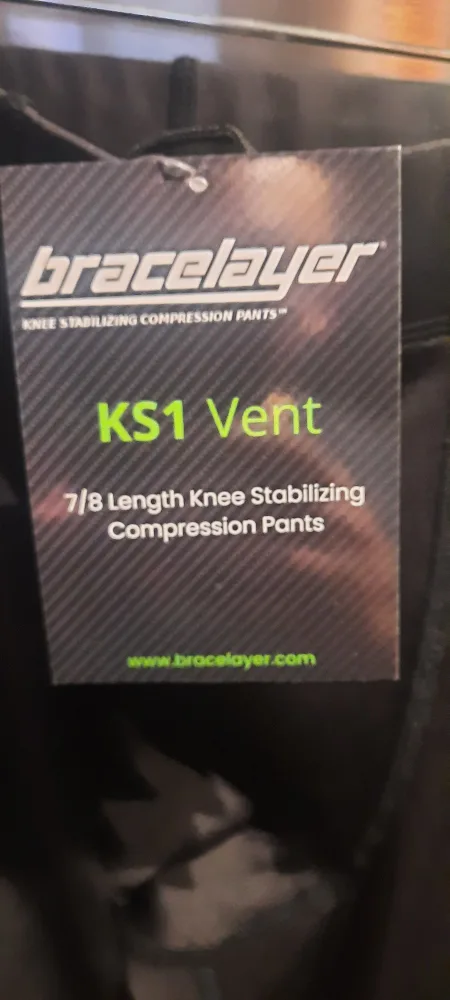 bracelayer®
KNEE STABILIZING COMPRESSION PANTS™
KS1 Vent
7/8 Length Knee Stabilizing
Compression Pants
www.bracelayer.com